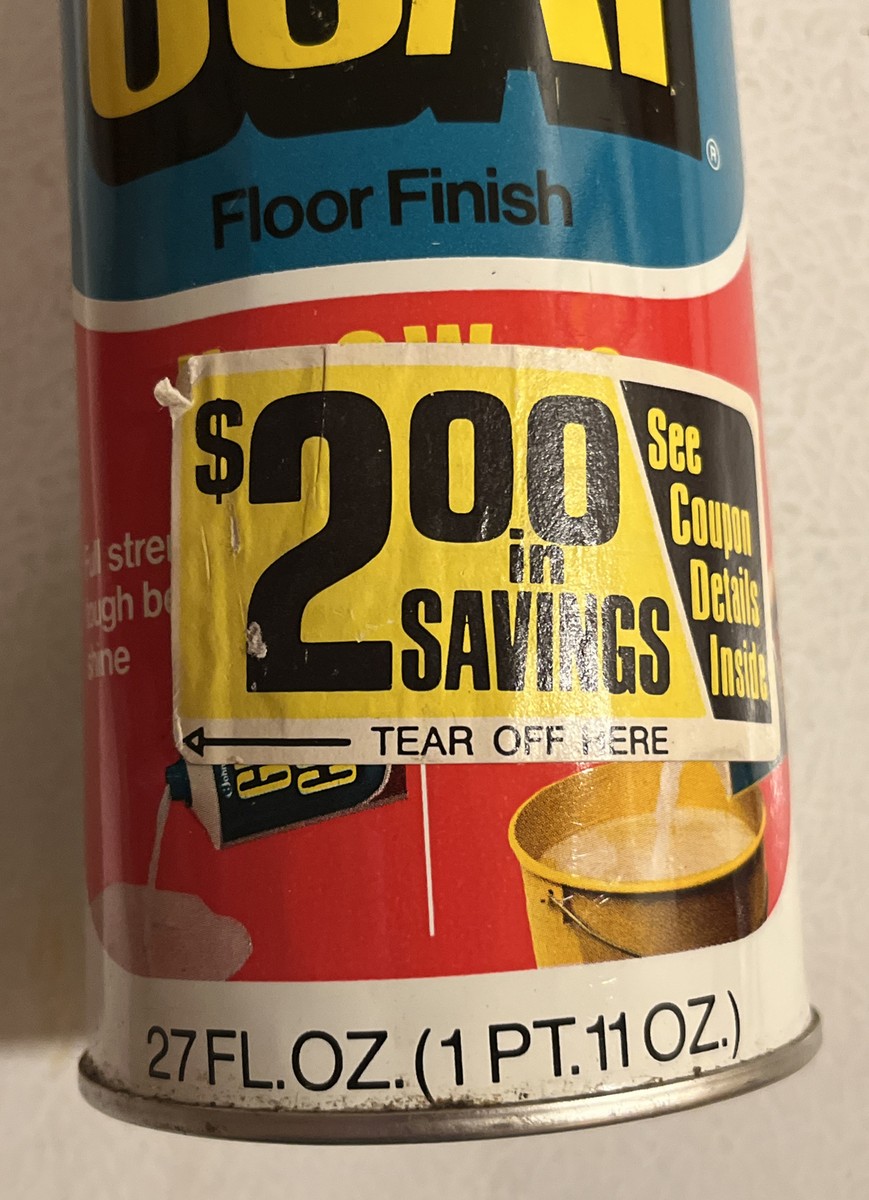 ®
Floor Finish
$2.00
in
SAVINGS
See
Coupon
Details
Inside
TEAR OFF HERE
shine
27 FL. OZ. (1 PT. 11 OZ.)